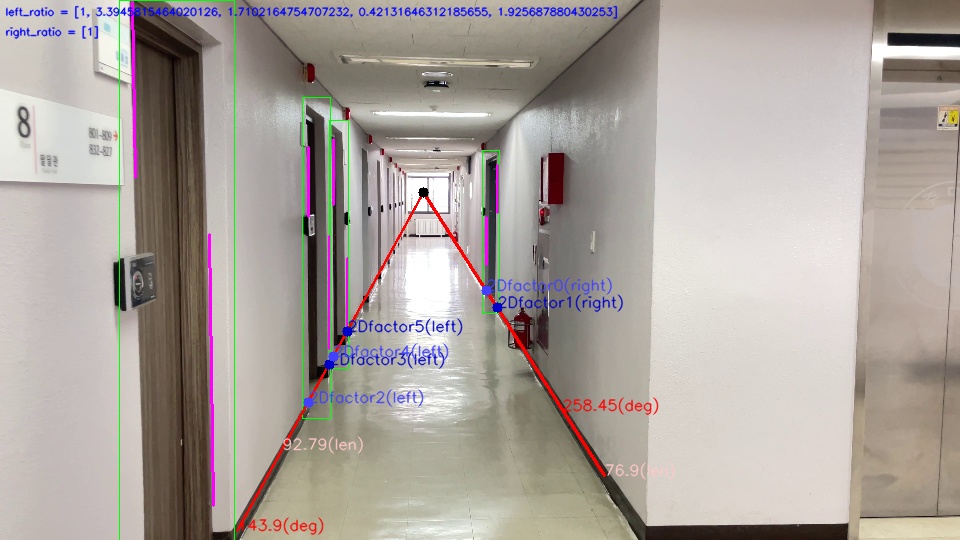 left_ratio = [1, 3.3945815464020126, 1.7102164754707232, 0.42131646312185655, 1.925687880430253]
right_ratio = [1]
8
801-809
832-827
2Dfactor0(right)
2Dfactor1(right)
2Dfactor5(left)
2Dfactor4(left)
2Dfactor3(left)
2Dfactor2(left)
258.45(deg)
92.79(len)
76.9(len)
43.9(deg)